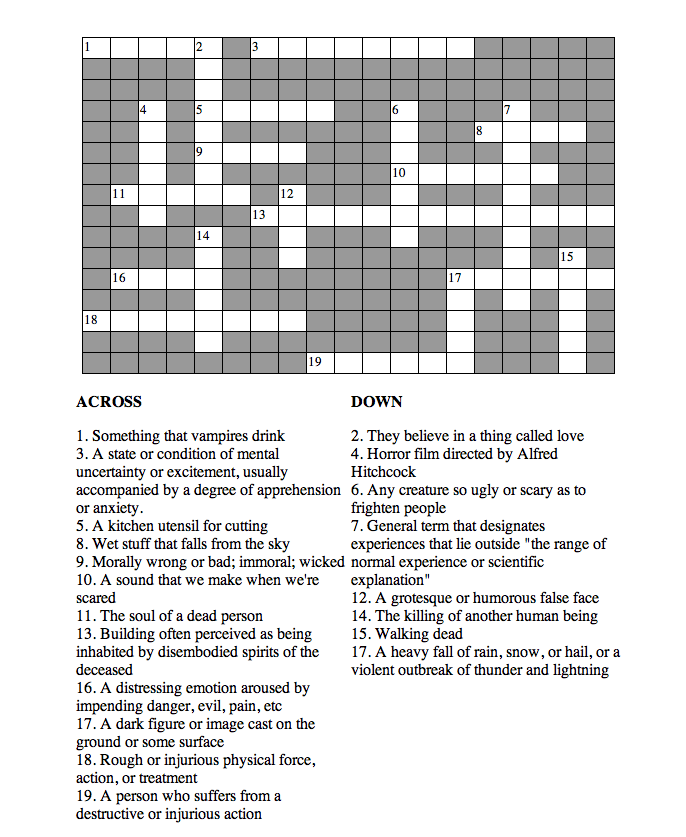 1 2 3
4 5 6 7
8
9
10
11 12
13
14
15
16 17
18
19
ACROSS
1. Something that vampires drink
3. A state or condition of mental
uncertainty or excitement, usually
accompanied by a degree of apprehension
or anxiety.
5. A kitchen utensil for cutting
8. Wet stuff that falls from the sky
9. Morally wrong or bad; immoral; wicked
10. A sound that we make when we're
scared
11. The soul of a dead person
13. Building often perceived as being
inhabited by disembodied spirits of the
deceased
16. A distressing emotion aroused by
impending danger, evil, pain, etc
17. A dark figure or image cast on the
ground or some surface
18. Rough or injurious physical force,
action, or treatment
19. A person who suffers from a
destructive or injurious action
DOWN
2. They believe in a thing called love
4. Horror film directed by Alfred
Hitchcock
6. Any creature so ugly or scary as to
frighten people
7. General term that designates
experiences that lie outside "the range of
normal experience or scientific
explanation"
12. A grotesque or humorous false face
14. The killing of another human being
15. Walking dead
17. A heavy fall of rain, snow, or hail, or a
violent outbreak of thunder and lightning